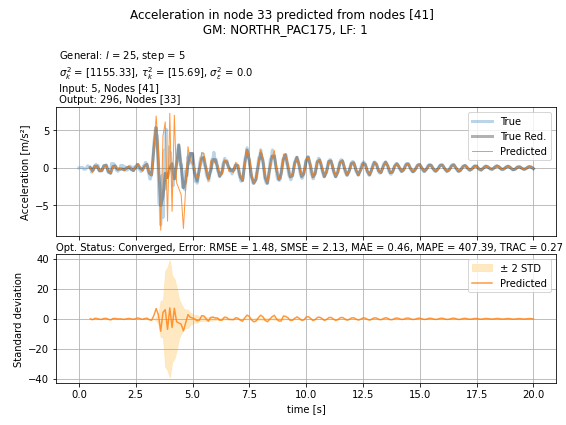 Acceleration in node 33 predicted from nodes [41]
GM: NORTHR_PAC175, LF: 1
General: l = 25, step = 5
σ²ₖ = [1155.33], τ²ₖ = [15.69], σ²ε = 0.0
Input: 5, Nodes [41]
Output: 296, Nodes [33]
True
True Red.
Predicted
Acceleration [m/s²]
5
0
−5
Opt. Status: Converged, Error: RMSE = 1.48, SMSE = 2.13, MAE = 0.46, MAPE = 407.39, TRAC = 0.27
± 2 STD
Predicted
Standard deviation
40
20
0
−20
−40
0.0 2.5 5.0 7.5 10.0 12.5 15.0 17.5 20.0
time [s]